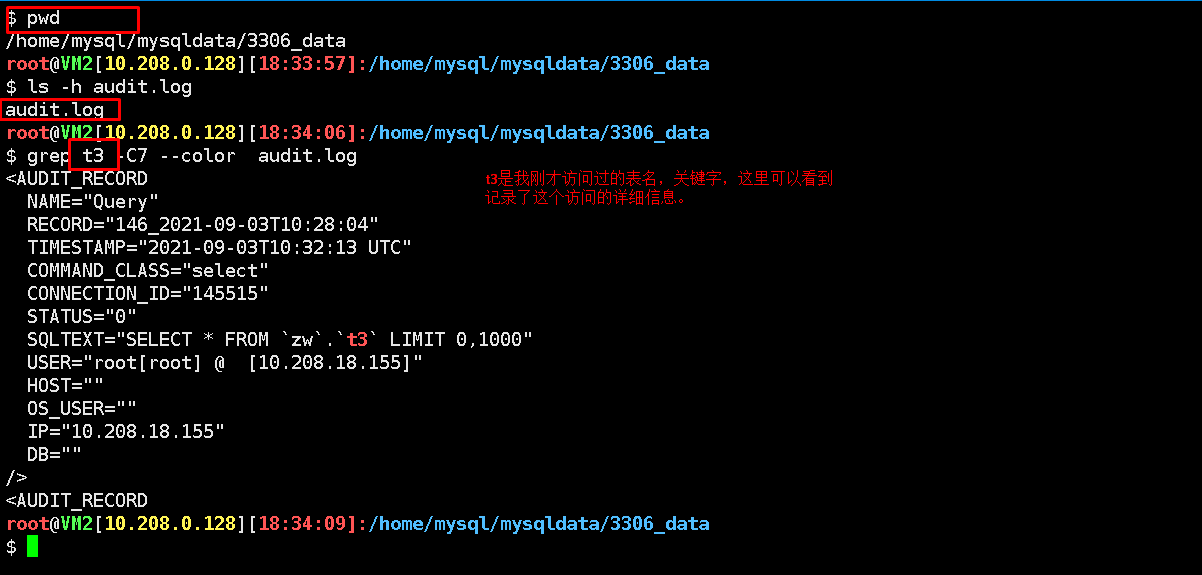 $ pwd
/home/mysql/mysqldata/3306_data
root@VM2[10.208.0.128][18:33:57]:/home/mysql/mysqldata/3306_data
$ ls -h audit.log
audit.log
root@VM2[10.208.0.128][18:34:06]:/home/mysql/mysqldata/3306_data
$ grep t3 -C7 --color  audit.log
<AUDIT_RECORD
t3是我刚才访问过的表名，关键字，这里可以看到
记录了这个访问的详细信息。
  NAME="Query"
  RECORD="146_2021-09-03T10:28:04"
  TIMESTAMP="2021-09-03T10:32:13 UTC"
  COMMAND_CLASS="select"
  CONNECTION_ID="145515"
  STATUS="0"
  SQLTEXT="SELECT * FROM `zw`.`t3` LIMIT 0,1000"
  USER="root[root] @  [10.208.18.155]"
  HOST=""
  OS_USER=""
  IP="10.208.18.155"
  DB=""
/>
<AUDIT_RECORD
root@VM2[10.208.0.128][18:34:09]:/home/mysql/mysqldata/3306_data
$